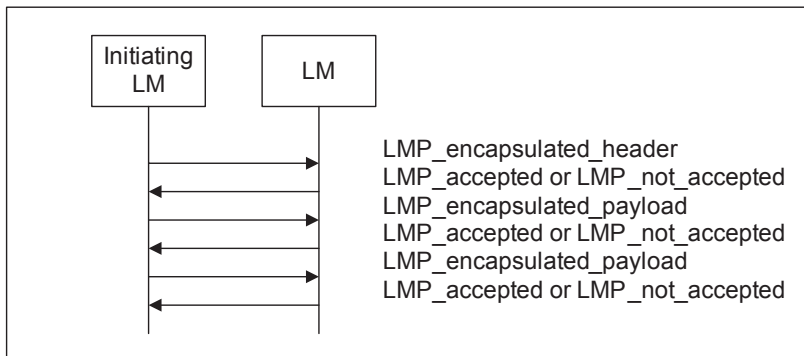 Initiating
LM
LM
LMP_encapsulated_header
LMP_accepted or LMP_not_accepted
LMP_encapsulated_payload
LMP_accepted or LMP_not_accepted
LMP_encapsulated_payload
LMP_accepted or LMP_not_accepted